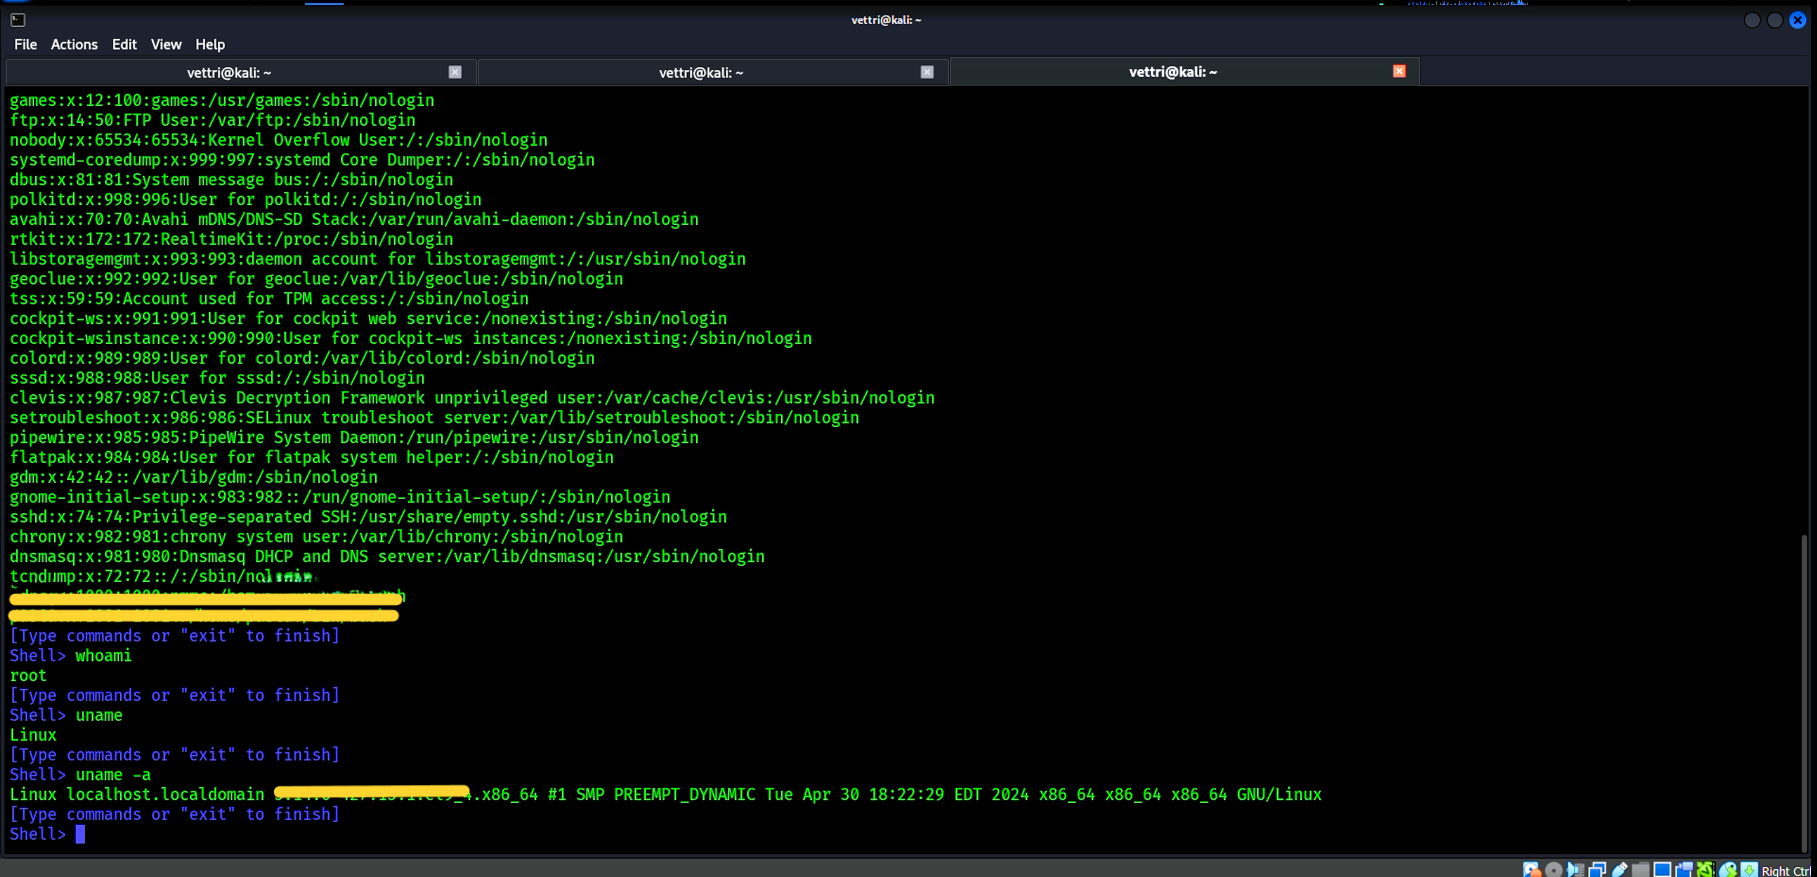 vettri@kali: ~
File Actions Edit View Help
vettri@kali: ~ vettri@kali: ~ vettri@kali: ~
games:x:12:100:games:/usr/games:/sbin/nologin
ftp:x:14:50:FTP User:/var/ftp:/sbin/nologin
nobody:x:65534:65534:Kernel Overflow User:/:/sbin/nologin
systemd-coredump:x:999:997:systemd Core Dumper:/:/sbin/nologin
dbus:x:81:81:System message bus:/:/sbin/nologin
polkitd:x:998:996:User for polkitd:/:/sbin/nologin
avahi:x:70:70:Avahi mDNS/DNS-SD Stack:/var/run/avahi-daemon:/sbin/nologin
rtkit:x:172:172:RealtimeKit:/proc:/sbin/nologin
libstoragemgmt:x:993:993:daemon account for libstoragemgmt:/:/usr/sbin/nologin
geoclue:x:992:992:User for geoclue:/var/lib/geoclue:/sbin/nologin
tss:x:59:59:Account used for TPM access:/:/sbin/nologin
cockpit-ws:x:991:991:User for cockpit web service:/nonexisting:/sbin/nologin
cockpit-wsinstance:x:990:990:User for cockpit-ws instances:/nonexisting:/sbin/nologin
colord:x:989:989:User for colord:/var/lib/colord:/sbin/nologin
sssd:x:988:988:User for sssd:/:/sbin/nologin
clevis:x:987:987:Clevis Decryption Framework unprivileged user:/var/cache/clevis:/usr/sbin/nologin
setroubleshoot:x:986:986:SELinux troubleshoot server:/var/lib/setroubleshoot:/sbin/nologin
pipewire:x:985:985:PipeWire System Daemon:/run/pipewire:/usr/sbin/nologin
flatpak:x:984:984:User for flatpak system helper:/:/sbin/nologin
gdm:x:42:42::/var/lib/gdm:/sbin/nologin
gnome-initial-setup:x:983:982::/run/gnome-initial-setup/:/sbin/nologin
sshd:x:74:74:Privilege-separated SSH:/usr/share/empty.sshd:/usr/sbin/nologin
chrony:x:982:981:chrony system user:/var/lib/chrony:/sbin/nologin
dnsmasq:x:981:980:Dnsmasq DHCP and DNS server:/var/lib/dnsmasq:/usr/sbin/nologin
tcpdump:x:72:72::/:/sbin/nologin
[Type commands or "exit" to finish]
Shell> whoami
root
[Type commands or "exit" to finish]
Shell> uname
Linux
[Type commands or "exit" to finish]
Shell> uname -a
Linux localhost.localdomain .x86_64 #1 SMP PREEMPT_DYNAMIC Tue Apr 30 18:22:29 EDT 2024 x86_64 x86_64 x86_64 GNU/Linux
[Type commands or "exit" to finish]
Shell>
Right Ctrl